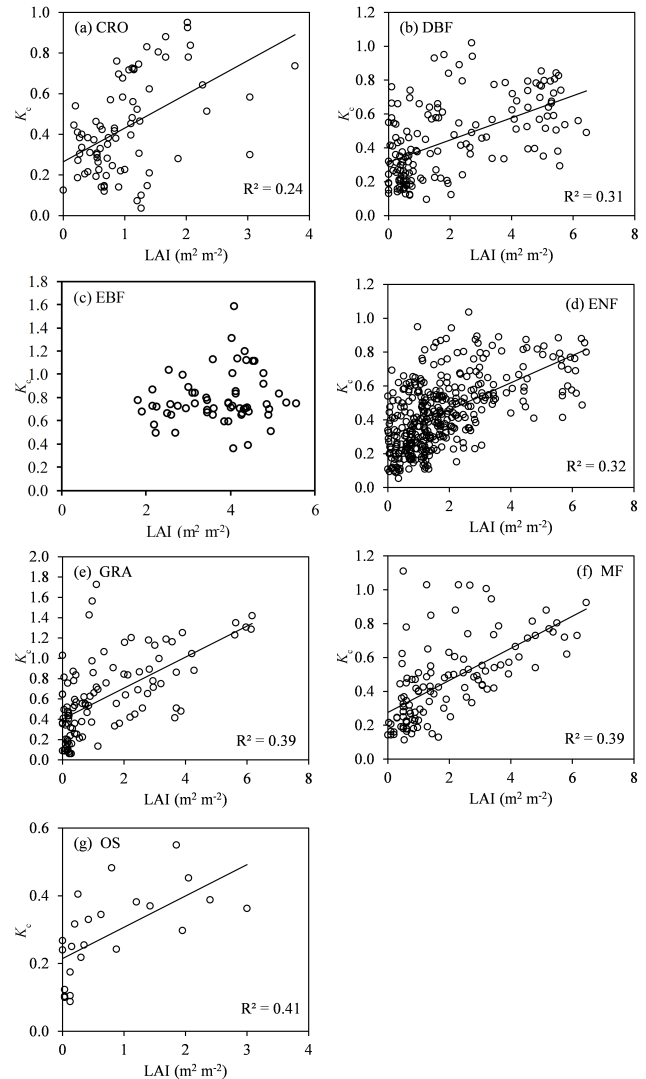 (a) CRO
1.0
0.8
0.6
0.4
0.2
0.0
Kc
0 1 2 3 4
LAI (m² m⁻²)
R² = 0.24
(b) DBF
1.2
1.0
0.8
0.6
0.4
0.2
0.0
Kc
0 2 4 6 8
LAI (m² m⁻²)
R² = 0.31
(c) EBF
1.8
1.6
1.4
1.2
1.0
0.8
0.6
0.4
0.2
0.0
Kc
0 2 4 6
LAI (m² m⁻²)
(d) ENF
1.2
1.0
0.8
0.6
0.4
0.2
0.0
Kc
0 2 4 6 8
LAI (m² m⁻²)
R² = 0.32
(e) GRA
2.0
1.8
1.6
1.4
1.2
1.0
0.8
0.6
0.4
0.2
0.0
Kc
0 2 4 6 8
LAI (m² m⁻²)
R² = 0.39
(f) MF
1.2
1.0
0.8
0.6
0.4
0.2
0.0
Kc
0 2 4 6 8
LAI (m² m⁻²)
R² = 0.39
(g) OS
0.6
0.4
0.2
0.0
Kc
0 1 2 3 4
LAI (m² m⁻²)
R² = 0.41